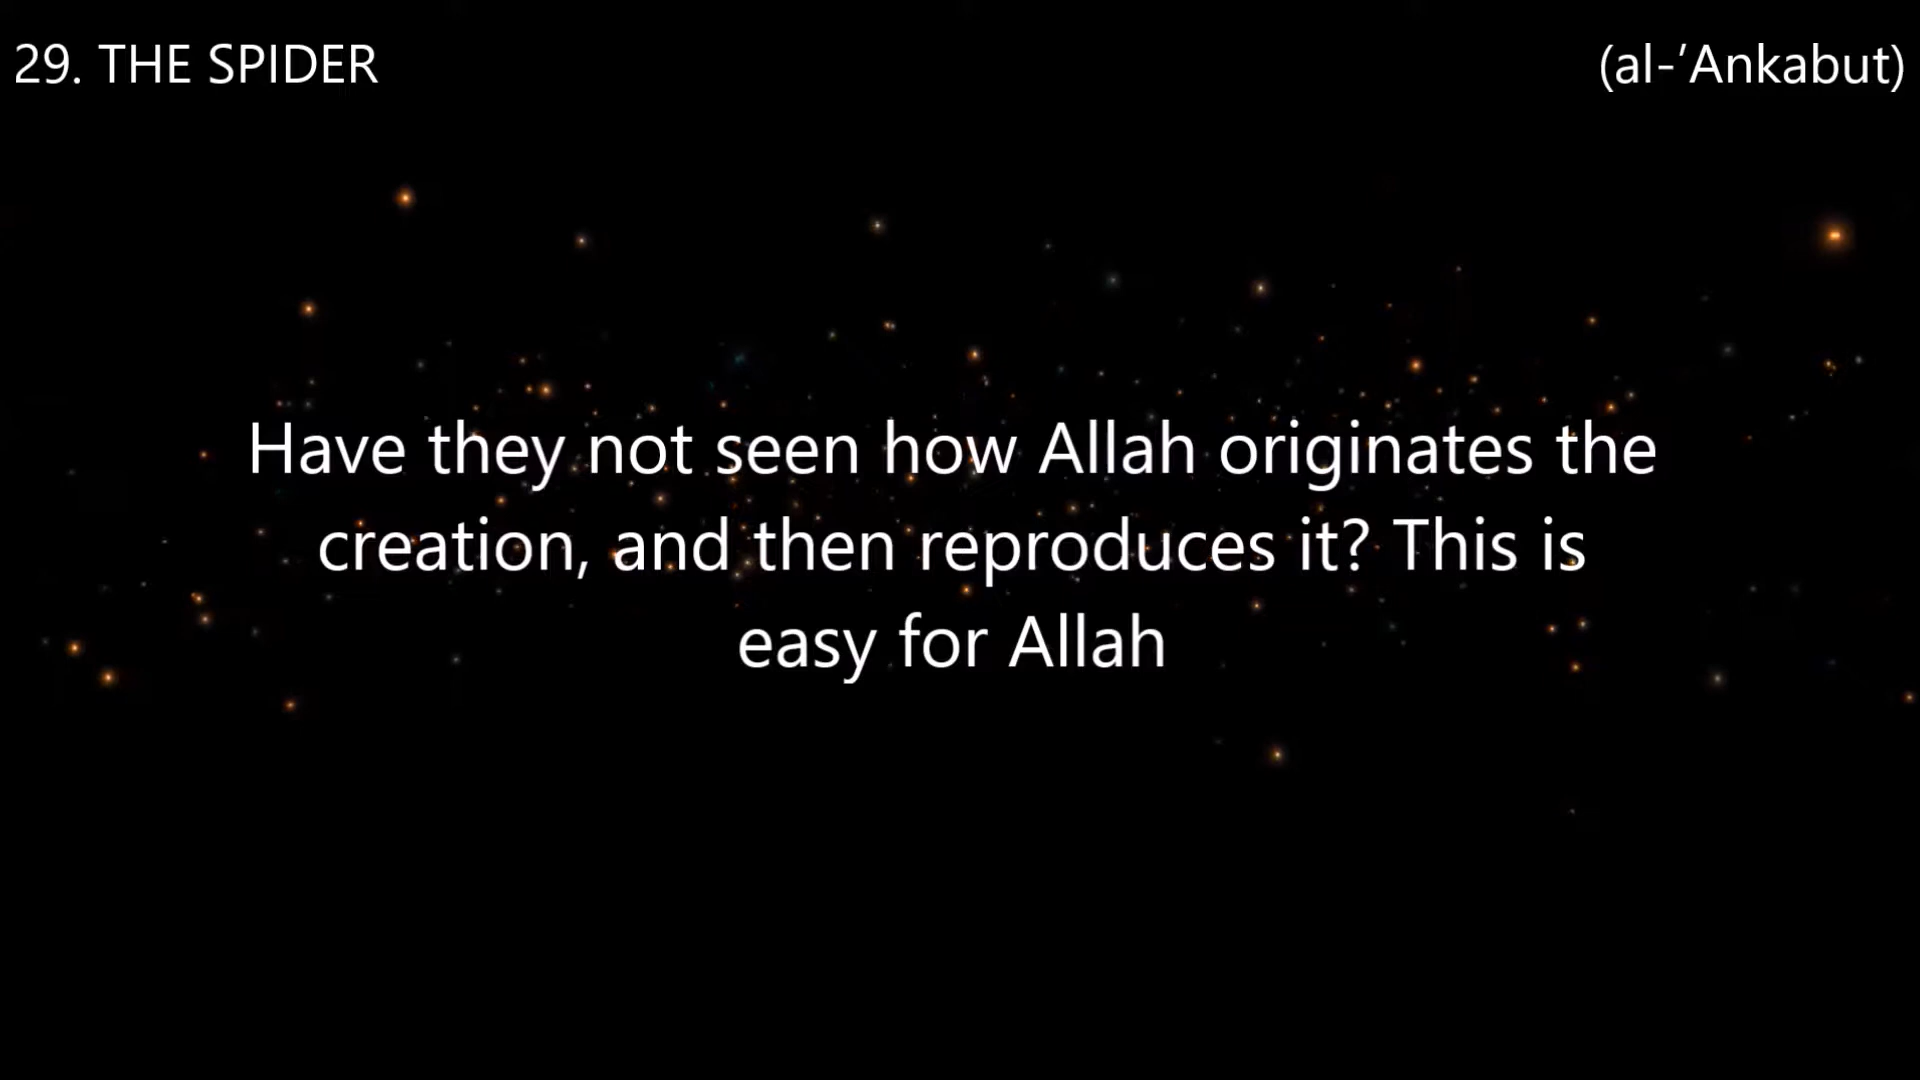 29. THE SPIDER
(al-’Ankabut)
Have they not seen how Allah originates the
creation, and then reproduces it? This is
easy for Allah